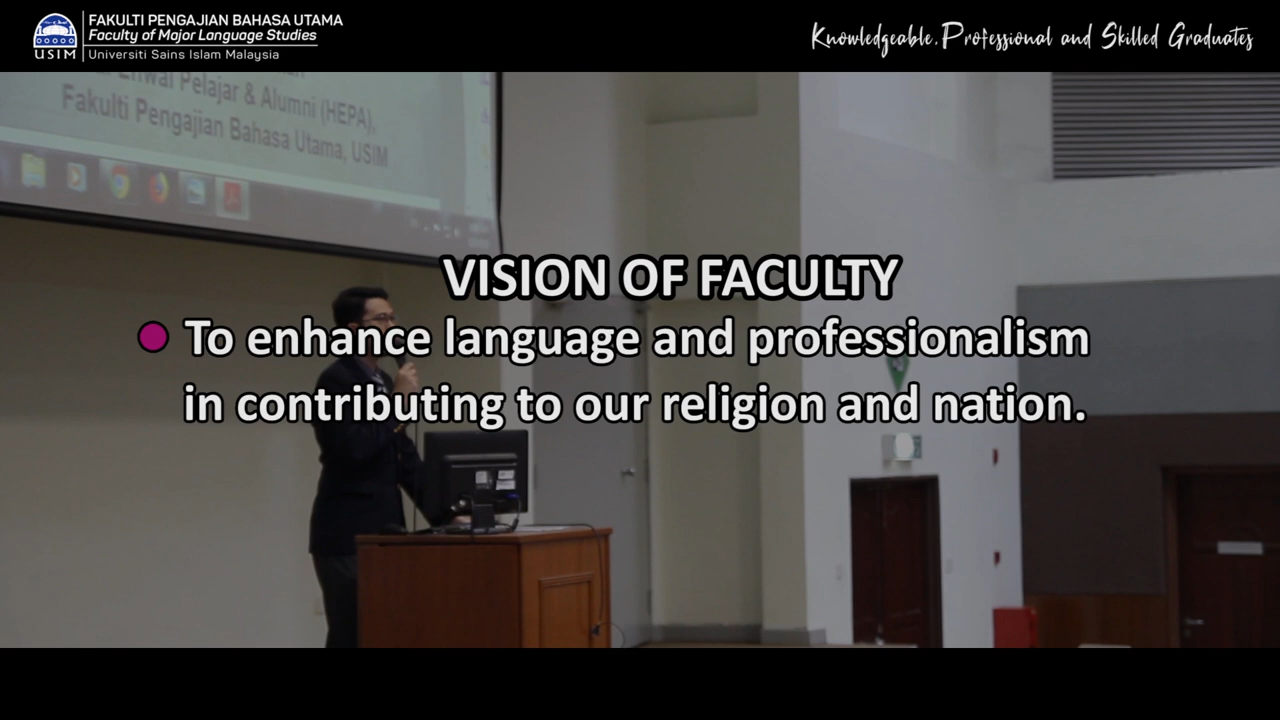 FAKULTI PENGAJIAN BAHASA UTAMA
Faculty of Major Language Studies
USIM
Universiti Sains Islam Malaysia
Knowledgeable, Professional and Skilled Graduates
Pelajar & Alumni (HEPA),
Fakulti Pengajian Bahasa Utama, USIM
VISION OF FACULTY
To enhance language and professionalism
in contributing to our religion and nation.